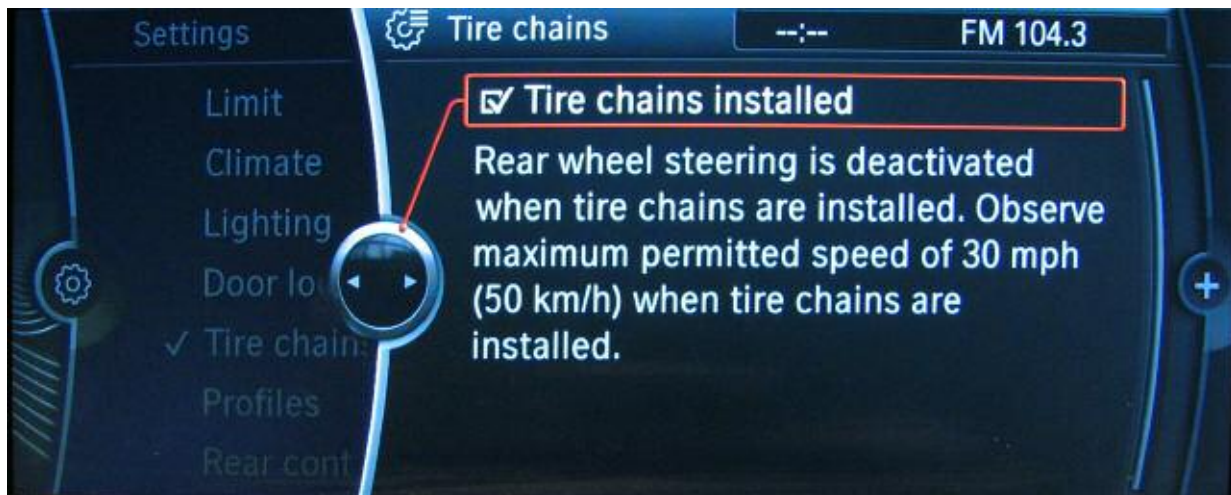 Settings
Tire chains
--:--
FM 104.3
Limit
Climate
Lighting
Door lo
Tire chain
Profiles
Rear cont
Tire chains installed
Rear wheel steering is deactivated
when tire chains are installed. Observe
maximum permitted speed of 30 mph
(50 km/h) when tire chains are
installed.